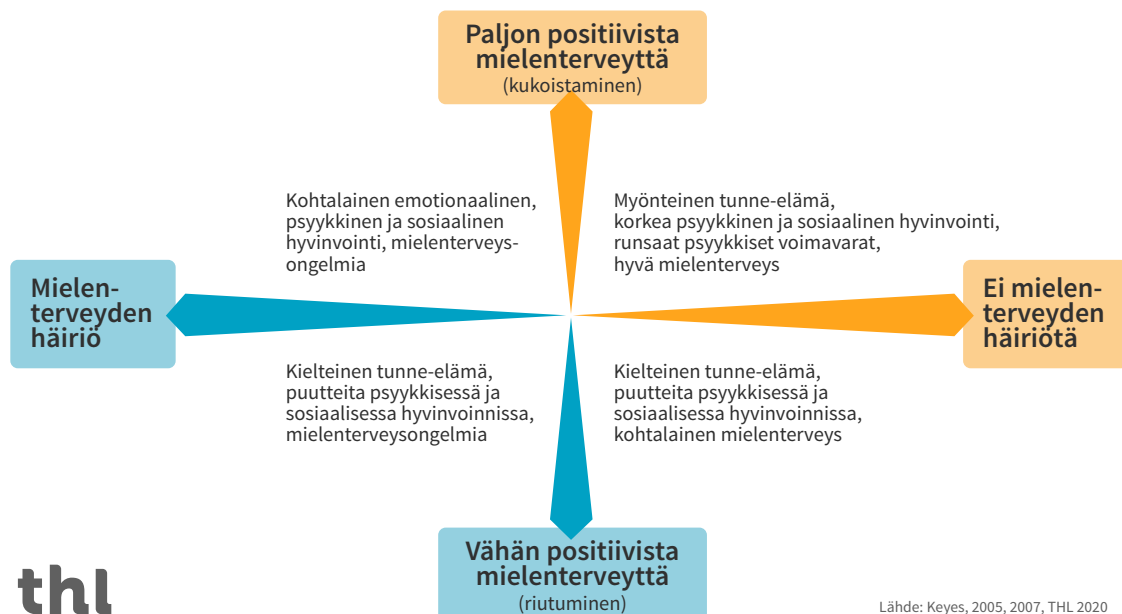 Paljon positiivista
mielenterveyttä
(kukoistaminen)
Kohtalainen emotionaalinen,
psyykkinen ja sosiaalinen
hyvinvointi, mielenterveys-
ongelmia
Myönteinen tunne-elämä,
korkea psyykkinen ja sosiaalinen hyvinvointi,
runsaat psyykkiset voimavarat,
hyvä mielenterveys
Mielen-
terveyden
häiriö
Ei mielen-
terveyden
häiriötä
Kielteinen tunne-elämä,
puutteita psyykkisessä ja
sosiaalisessa hyvinvoinnissa,
mielenterveysongelmia
Kielteinen tunne-elämä,
puutteita psyykkisessä ja
sosiaalisessa hyvinvoinnissa,
kohtalainen mielenterveys
Vähän positiivista
mielenterveyttä
(riutuminen)
thl
Lähde: Keyes, 2005, 2007, THL 2020